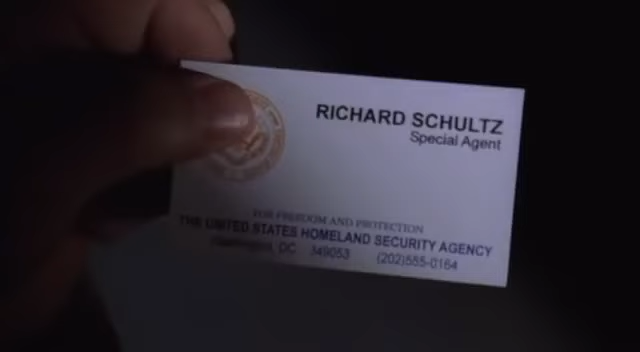 RICHARD SCHULTZ
Special Agent
FOR FREEDOM AND PROTECTION
THE UNITED STATES HOMELAND SECURITY AGENCY
Washington, DC 349053 (202)555-0164